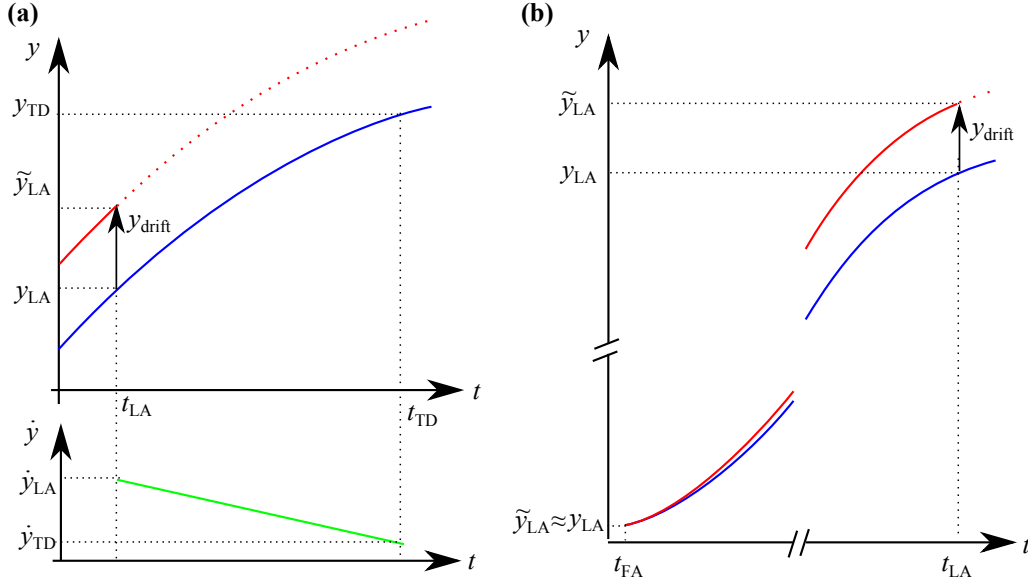 (a)
y
y_TD
ỹ_LA
y_drift
y_LA
t
t_LA
t_TD
ẏ
ẏ_LA
ẏ_TD
t
(b)
y
ỹ_LA
y_drift
y_LA
ỹ_LA≈y_LA
t
t_FA
t_LA